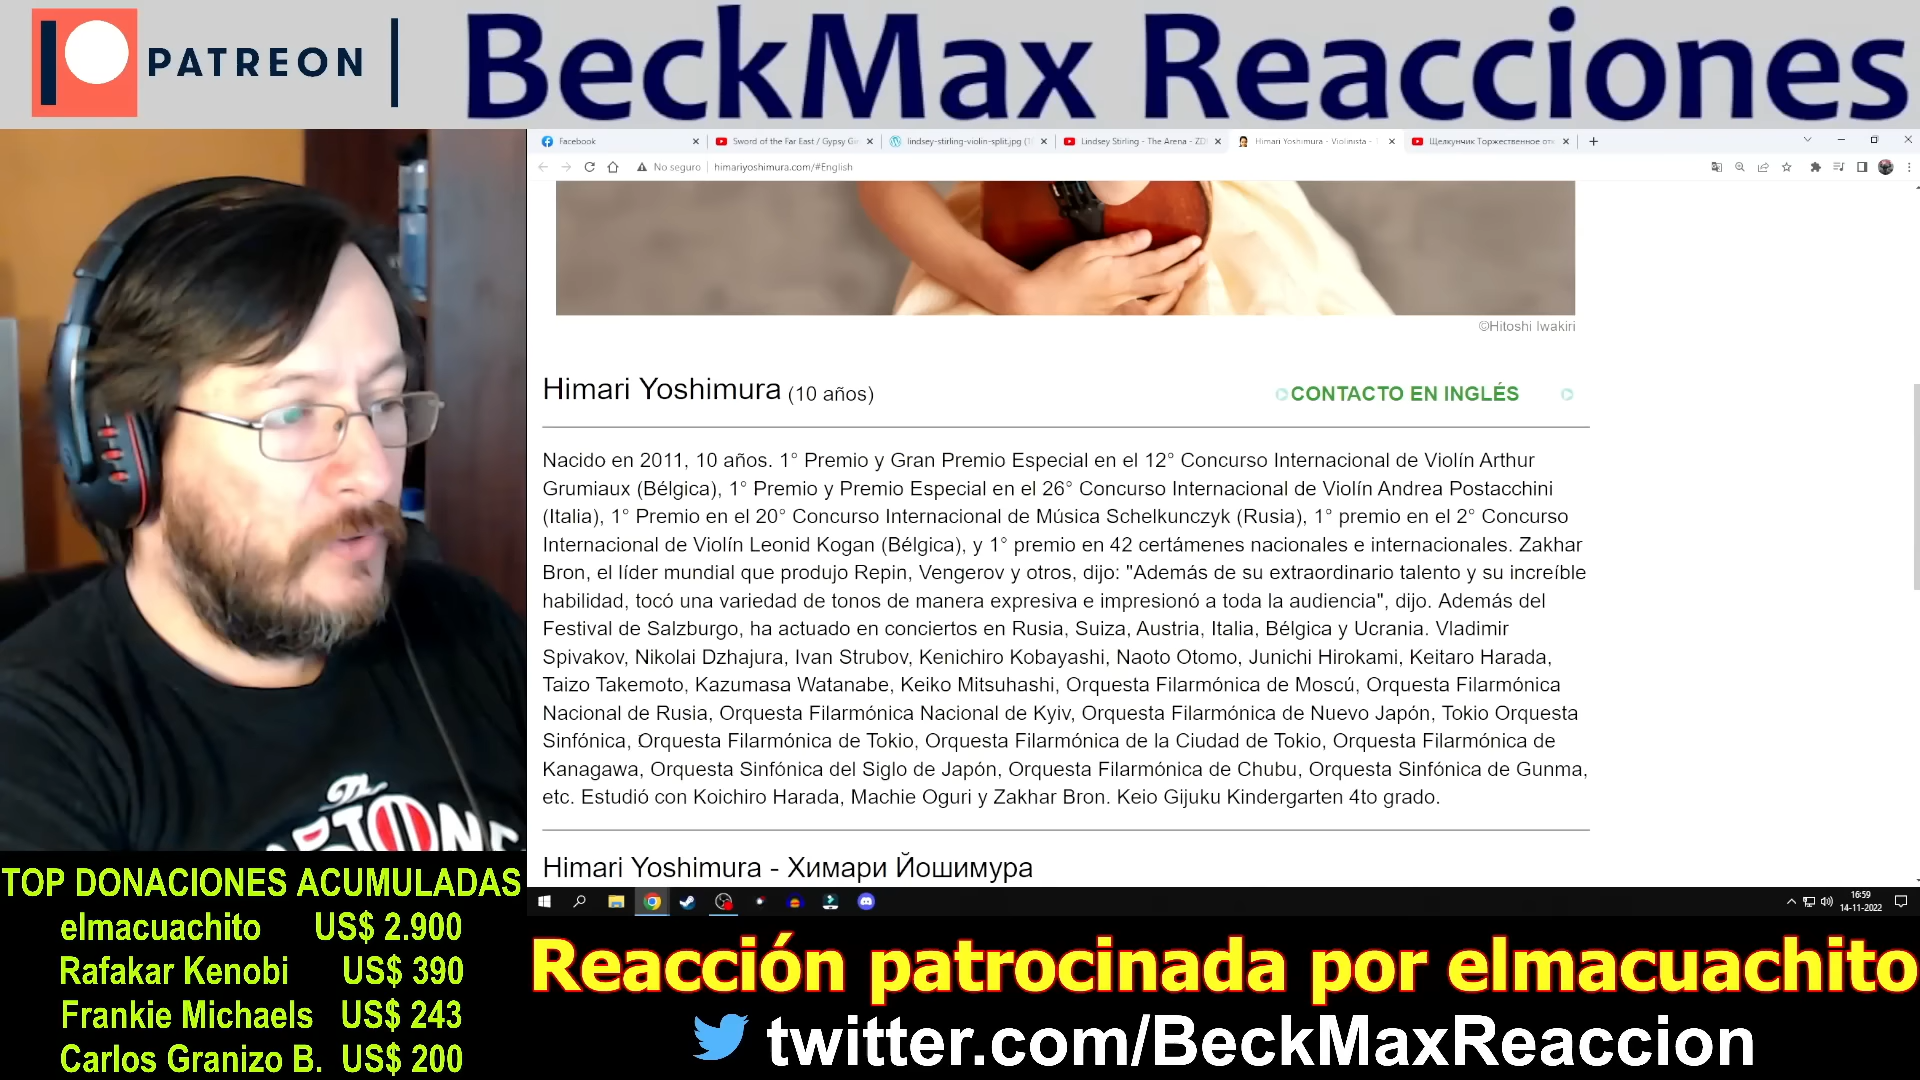 PATREON
BeckMax Reacciones
Facebook
Sword of the Far East / Gypsy Gi
lindsey-stirling-violin-split.jpg (1
Lindsey Stirling - The Arena - ZD
Himari Yoshimura - Violinista -
Щелкунчик Торжественное от
No seguro
himariyoshimura.com/#English
©Hitoshi Iwakiri
Himari Yoshimura (10 años)
CONTACTO EN INGLÉS
Nacido en 2011, 10 años. 1° Premio y Gran Premio Especial en el 12° Concurso Internacional de Violín Arthur
Grumiaux (Bélgica), 1° Premio y Premio Especial en el 26° Concurso Internacional de Violín Andrea Postacchini
(Italia), 1° Premio en el 20° Concurso Internacional de Música Schelkunczyk (Rusia), 1° premio en el 2° Concurso
Internacional de Violín Leonid Kogan (Bélgica), y 1° premio en 42 certámenes nacionales e internacionales. Zakhar
Bron, el líder mundial que produjo Repin, Vengerov y otros, dijo: "Además de su extraordinario talento y su increíble
habilidad, tocó una variedad de tonos de manera expresiva e impresionó a toda la audiencia", dijo. Además del
Festival de Salzburgo, ha actuado en conciertos en Rusia, Suiza, Austria, Italia, Bélgica y Ucrania. Vladimir
Spivakov, Nikolai Dzhajura, Ivan Strubov, Kenichiro Kobayashi, Naoto Otomo, Junichi Hirokami, Keitaro Harada,
Taizo Takemoto, Kazumasa Watanabe, Keiko Mitsuhashi, Orquesta Filarmónica de Moscú, Orquesta Filarmónica
Nacional de Rusia, Orquesta Filarmónica Nacional de Kyiv, Orquesta Filarmónica de Nuevo Japón, Tokio Orquesta
Sinfónica, Orquesta Filarmónica de Tokio, Orquesta Filarmónica de la Ciudad de Tokio, Orquesta Filarmónica de
Kanagawa, Orquesta Sinfónica del Siglo de Japón, Orquesta Filarmónica de Chubu, Orquesta Sinfónica de Gunma,
etc. Estudió con Koichiro Harada, Machie Oguri y Zakhar Bron. Keio Gijuku Kindergarten 4to grado.
Himari Yoshimura - Химари Йошимура
16:59
14-11-2022
TOP DONACIONES ACUMULADAS
elmacuachito US$ 2.900
Rafakar Kenobi US$ 390
Frankie Michaels US$ 243
Carlos Granizo B. US$ 200
Reacción patrocinada por elmacuachito
twitter.com/BeckMaxReaccion